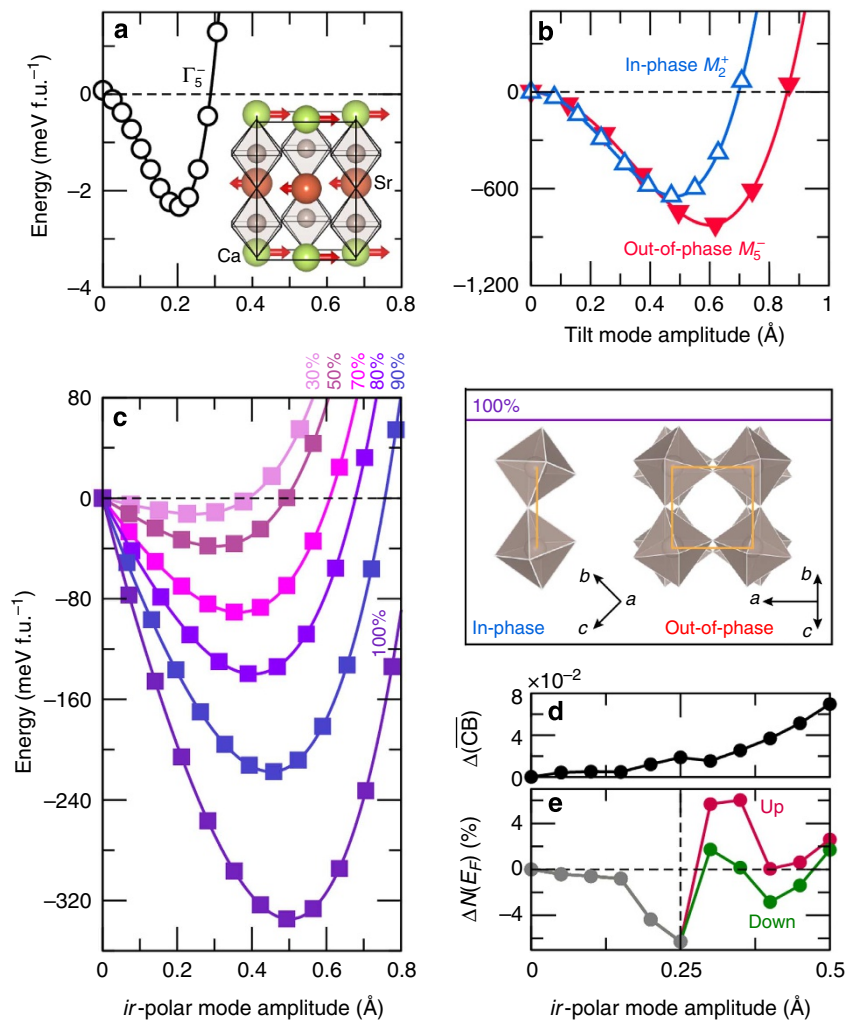 a
Γ₅⁻
Energy (meV f.u.⁻¹)
0
−2
−4
0 0.2 0.4 0.6 0.8
Sr
Ca
b
In-phase M₂⁺
Out-of-phase M₅⁻
0
−600
−1,200
0 0.2 0.4 0.6 0.8 1
Tilt mode amplitude (Å)
c
30%
50%
70%
80%
90%
100%
80
0
−80
−160
−240
−320
Energy (meV f.u.⁻¹)
0 0.2 0.4 0.6 0.8
ir-polar mode amplitude (Å)
100%
b
a
c
In-phase
b
a
c
Out-of-phase
×10⁻²
d
8
4
0
Δ(C̅B̅)
e
Up
Down
4
0
−4
ΔN(E_F) (%)
0 0.25 0.5
ir-polar mode amplitude (Å)